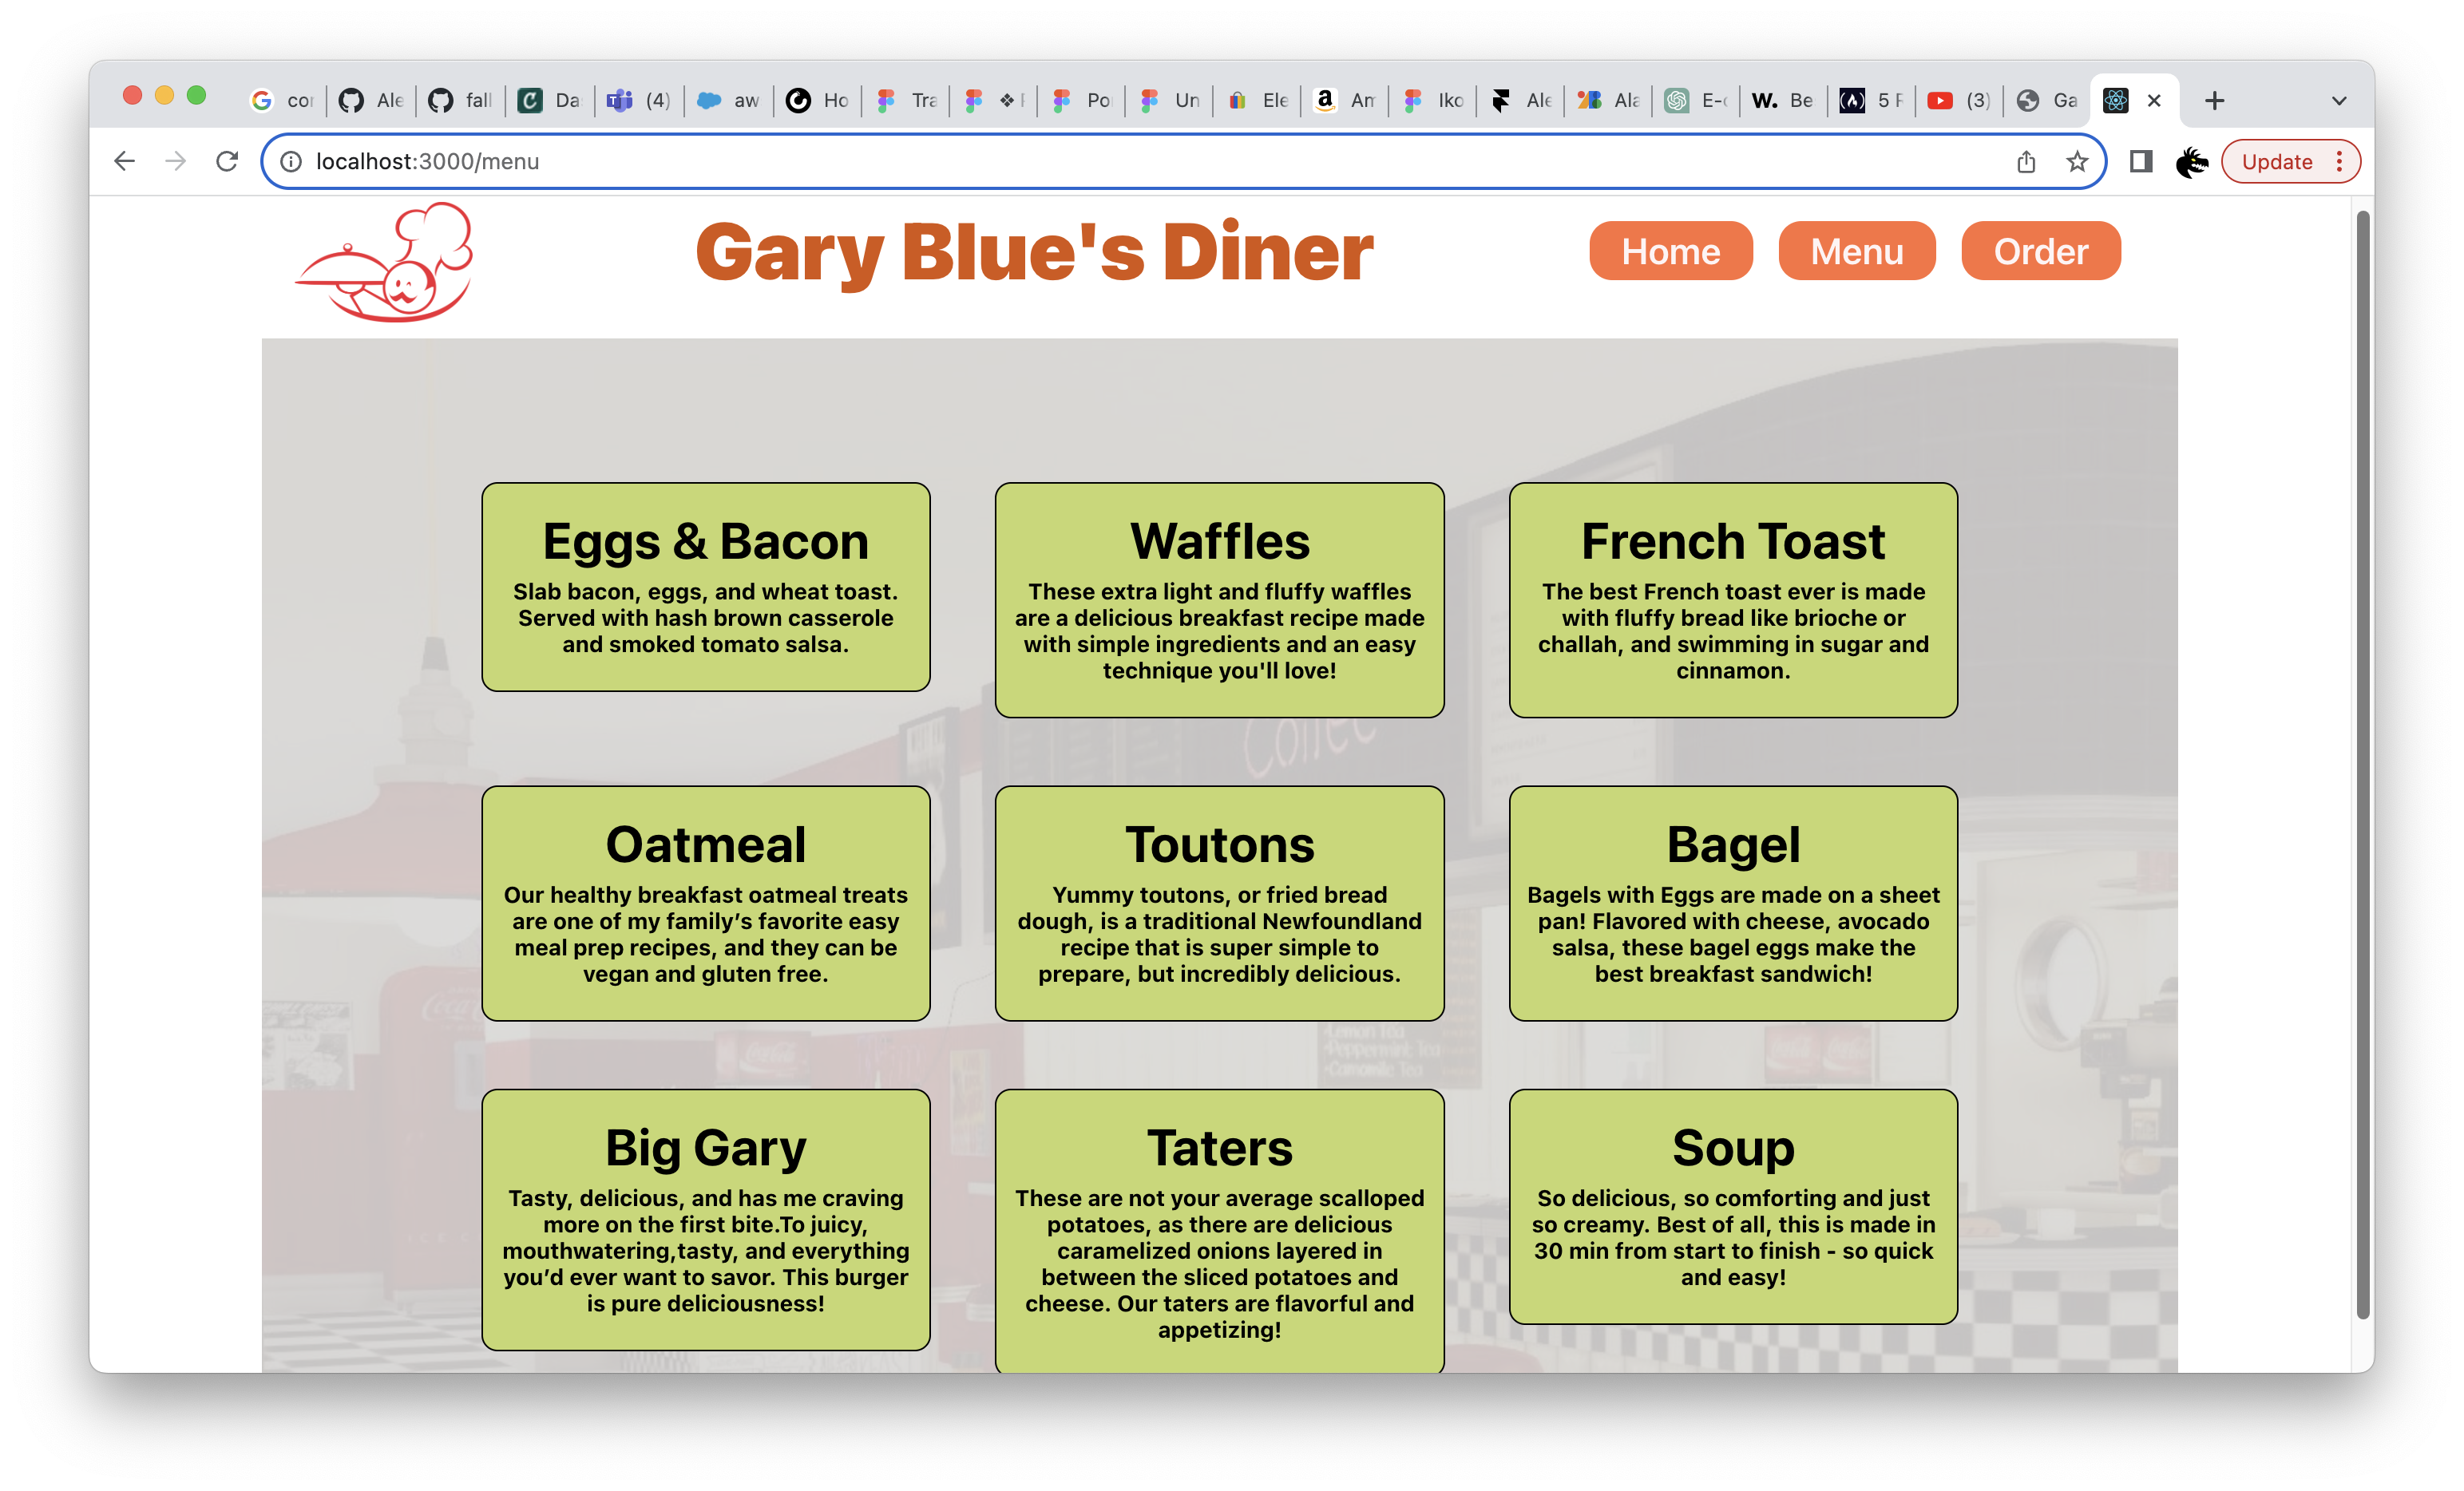 Ale
fall
Da
(4)
aw
Ho
Tra
Po
Un
Ele
Am
Iko
Ale
Ala
E-c
W. Be
5 F
(3)
Ga
localhost:3000/menu
Update
Gary Blue's Diner
Home
Menu
Order
Eggs & Bacon
Slab bacon, eggs, and wheat toast.
Served with hash brown casserole
and smoked tomato salsa.
Waffles
These extra light and fluffy waffles
are a delicious breakfast recipe made
with simple ingredients and an easy
technique you'll love!
French Toast
The best French toast ever is made
with fluffy bread like brioche or
challah, and swimming in sugar and
cinnamon.
Coffee
Oatmeal
Our healthy breakfast oatmeal treats
are one of my family’s favorite easy
meal prep recipes, and they can be
vegan and gluten free.
Toutons
Yummy toutons, or fried bread
dough, is a traditional Newfoundland
recipe that is super simple to
prepare, but incredibly delicious.
Bagel
Bagels with Eggs are made on a sheet
pan! Flavored with cheese, avocado
salsa, these bagel eggs make the
best breakfast sandwich!
Lemon Tea
Peppermint Tea
Camomile Tea
Coca-Cola
Big Gary
Tasty, delicious, and has me craving
more on the first bite.To juicy,
mouthwatering,tasty, and everything
you’d ever want to savor. This burger
is pure deliciousness!
Taters
These are not your average scalloped
potatoes, as there are delicious
caramelized onions layered in
between the sliced potatoes and
cheese. Our taters are flavorful and
appetizing!
Soup
So delicious, so comforting and just
so creamy. Best of all, this is made in
30 min from start to finish - so quick
and easy!